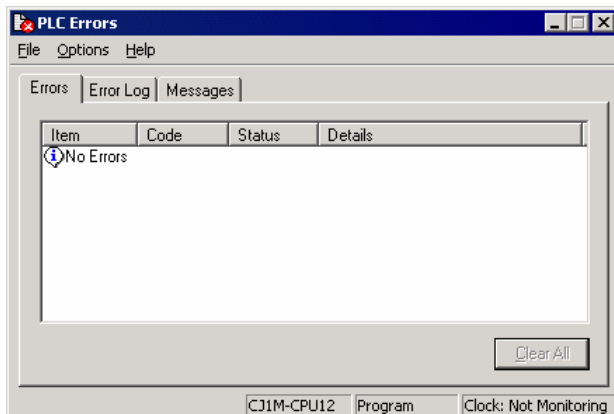 PLC Errors
File Options Help
Errors Error Log Messages
Item Code Status Details
No Errors
Clear All
CJ1M-CPU12 Program Clock: Not Monitoring